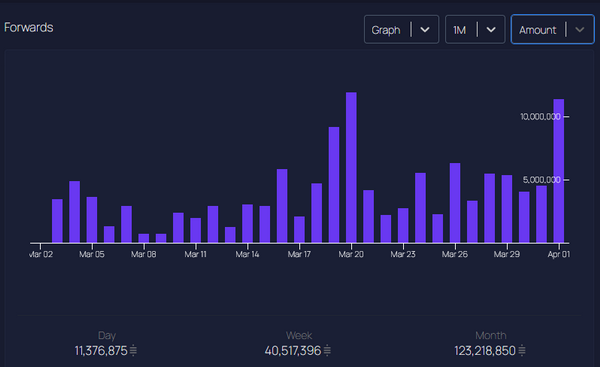 Forwards
Graph
1M
Amount
10,000,000
5,000,000
Mar 02 Mar 05 Mar 08 Mar 11 Mar 14 Mar 17 Mar 20 Mar 23 Mar 26 Mar 29 Apr 01
Day Week Month
11,376,875 40,517,396 123,218,850